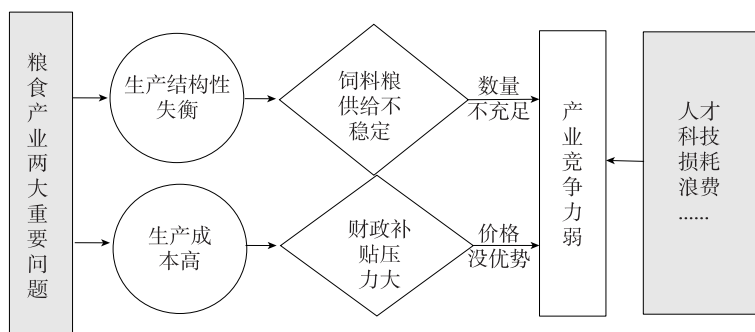 粮食产业两大重要问题
生产结构性
失衡
饲料粮
供给不
稳定
数量
不充足
生产成
本高
财政补
贴压
力大
价格
没优势
产业竞争力弱
人才
科技
损耗
浪费
……